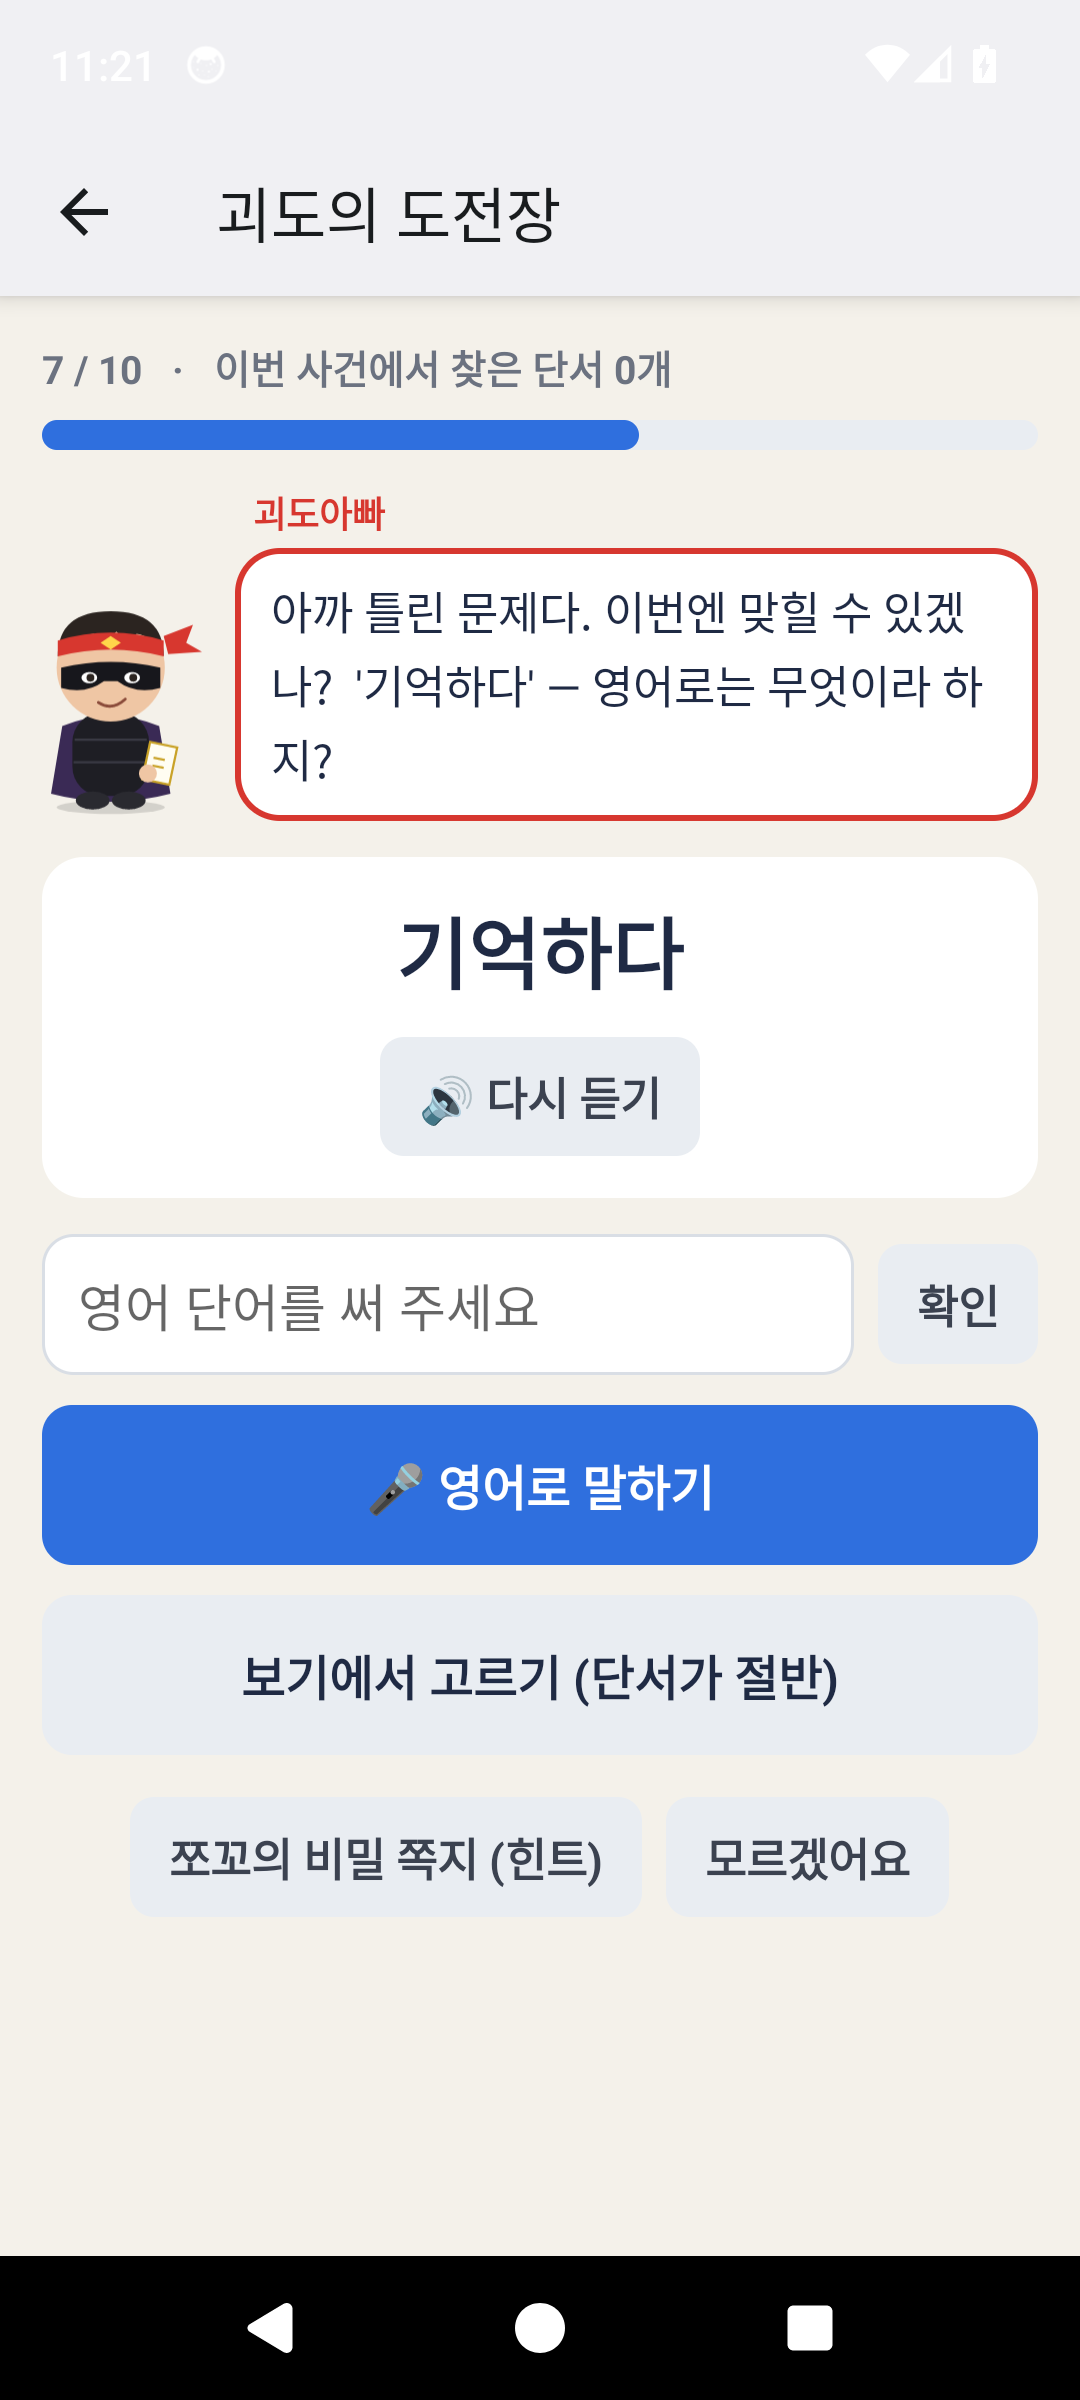 11:21
괴도의 도전장
7 / 10 · 이번 사건에서 찾은 단서 0개
괴도아빠
아까 틀린 문제다. 이번엔 맞힐 수 있겠
나? '기억하다' — 영어로는 무엇이라 하
지?
기억하다
🔊 다시 듣기
영어 단어를 써 주세요
확인
🎤 영어로 말하기
보기에서 고르기 (단서가 절반)
쪼꼬의 비밀 쪽지 (힌트)
모르겠어요